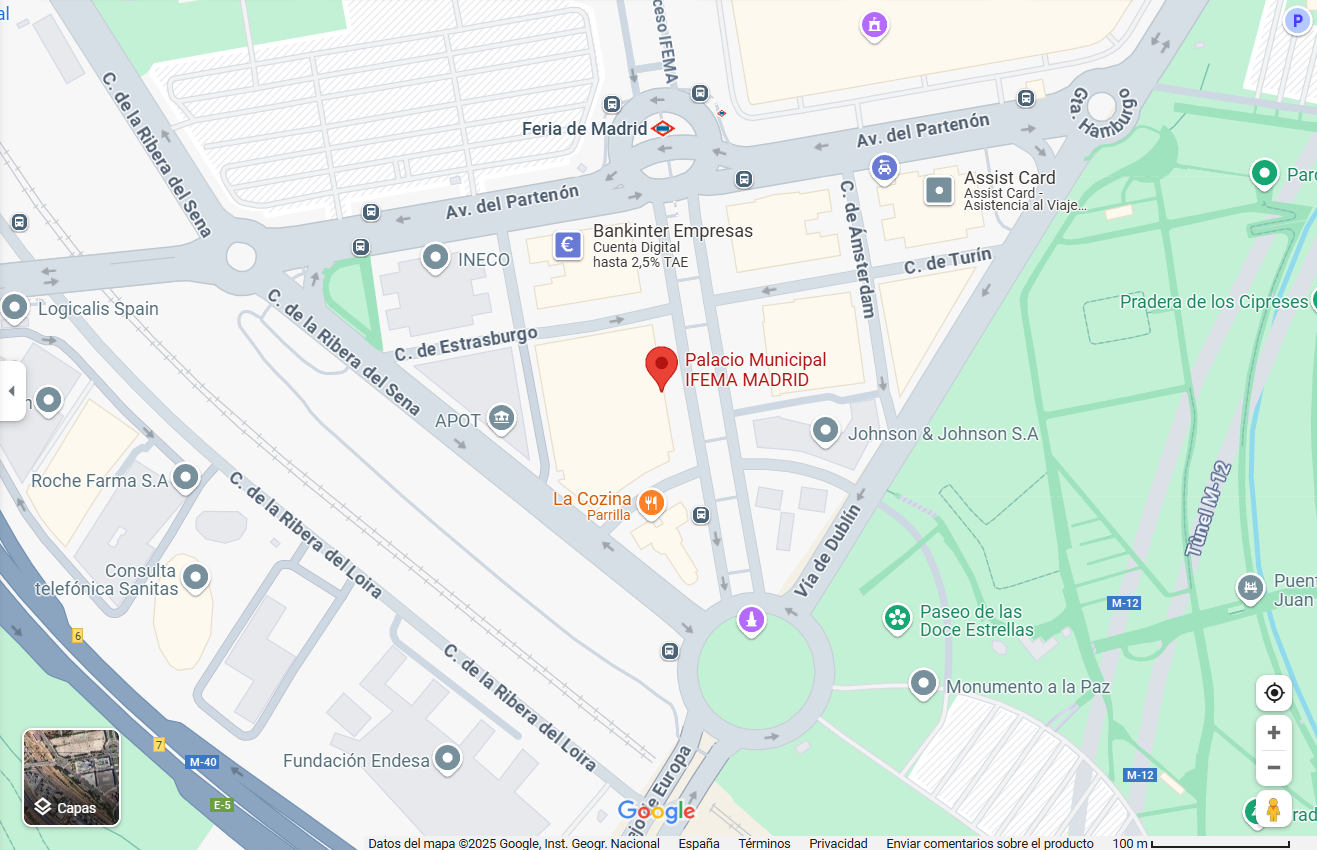 al
ceso IFEMA
P
C. de la Ribera del Sena
Feria de Madrid
Av. del Partenón
Gta. Hamburgo
Av. del Partenón
Assist Card
Assist Card -
Asistencia al Viaje...
Parq
C. de Ámsterdam
Bankinter Empresas
Cuenta Digital
hasta 2,5% TAE
€
INECO
C. de Turín
Logicalis Spain
Pradera de los Cipreses
C. de la Ribera del Sena
C. de Estrasburgo
Palacio Municipal
IFEMA MADRID
n
APOT
Johnson & Johnson S.A
Roche Farma S.A
La Cozina
Parrilla
Túnel M-12
C. de la Ribera del Loira
Vía de Dublín
Consulta
telefónica Sanitas
Puent
Juan
M-12
Paseo de las
Doce Estrellas
6
C. de la Ribera del Loira
Monumento a la Paz
7
M-40
Fundación Endesa
ejo de Europa
M-12
E-5
Capas
Google
rad
Datos del mapa ©2025 Google, Inst. Geogr. Nacional España Términos Privacidad Enviar comentarios sobre el producto 100 m